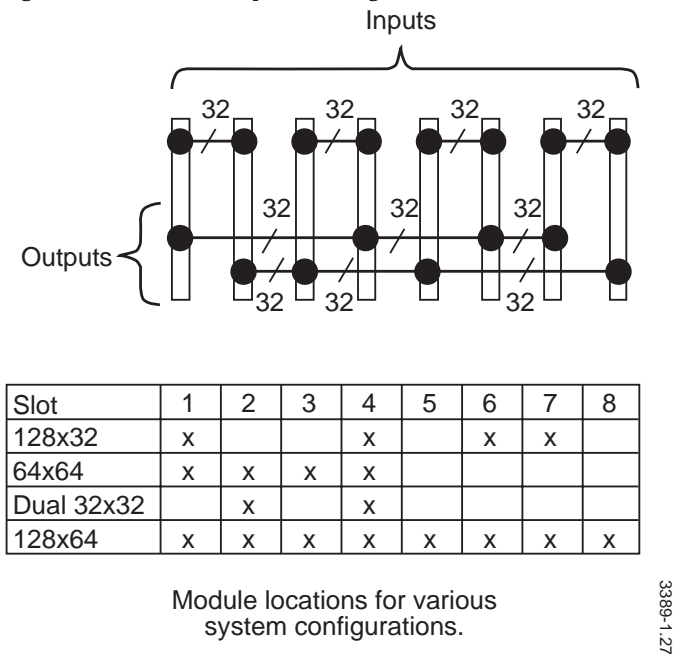 Inputs
32 32 32 32
32 32 32
Outputs
32 32 32
Slot 1 2 3 4 5 6 7 8
128x32 x x x x
64x64 x x x x
Dual 32x32 x x
128x64 x x x x x x x x
Module locations for various
system configurations.
3389-1.27